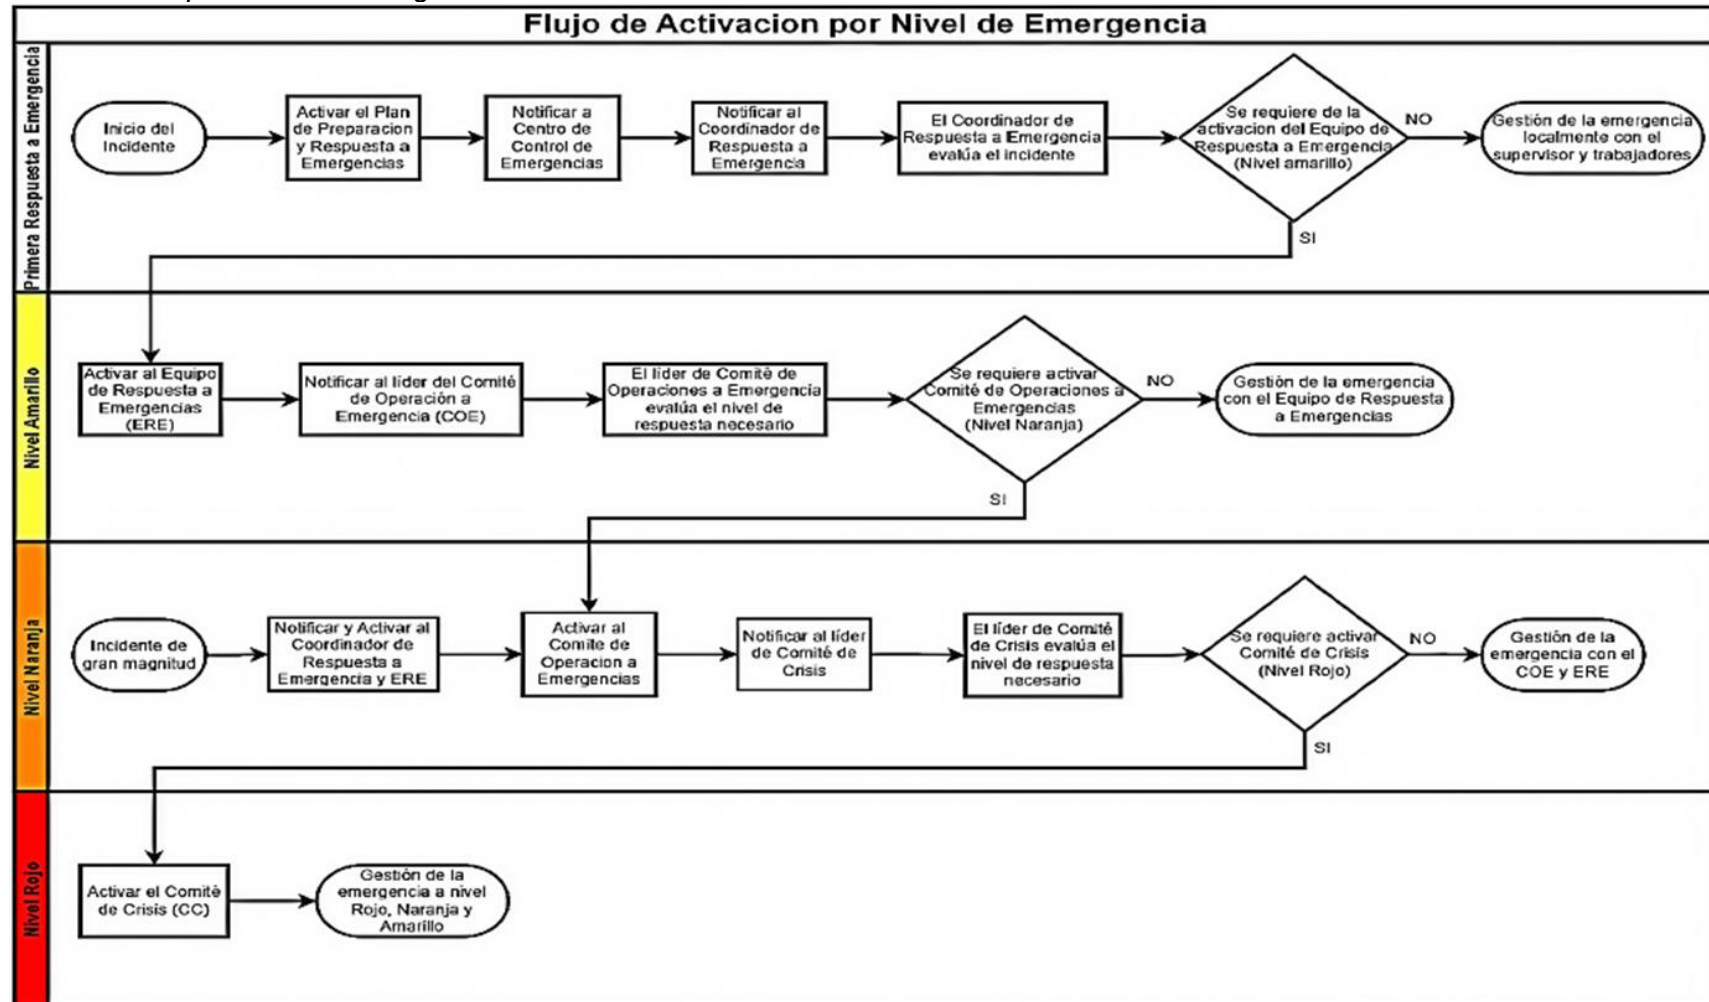 Flujo de Activacion por Nivel de Emergencia
Primera Respuesta a Emergencia
Inicio del
Incidente
Activar el Plan
de Preparacion
y Respuesta a
Emergencias
Notificar a
Centro de
Control de
Emergencias
Notificar al
Coordinador de
Respuesta a
Emergencia
El Coordinador de
Respuesta a Emergencia
evalúa el incidente
Se requiere de la
activacion del Equipo de
Respuesta a Emergencia
(Nivel amarillo)
NO
Gestión de la emergencia
localmente con el
supervisor y trabajadores
SI
Nivel Amarillo
Activar al Equipo
de Respuesta a
Emergencias
(ERE)
Notificar al líder del Comité
de Operación a
Emergencia (COE)
El líder de Comité de
Operaciones a Emergencia
evalúa el nivel de
respuesta necesario
Se requiere activar
Comité de Operaciones a
Emergencias
(Nivel Naranja)
NO
Gestión de la emergencia
con el Equipo de Respuesta
a Emergencias
SI
Nivel Naranja
Incidente de
gran magnitud
Notificar y Activar al
Coordinador de
Respuesta a
Emergencia y ERE
Activar al
Comite de
Operacion a
Emergencias
Notificar al líder
de Comité de
Crisis
El líder de Comité
de Crisis evalúa el
nivel de respuesta
necesario
Se requiere activar
Comité de Crisis
(Nivel Rojo)
NO
Gestión de la
emergencia con el
COE y ERE
SI
Nivel Rojo
Activar el Comité
de Crisis (CC)
Gestión de la
emergencia a nivel
Rojo, Naranja y
Amarillo